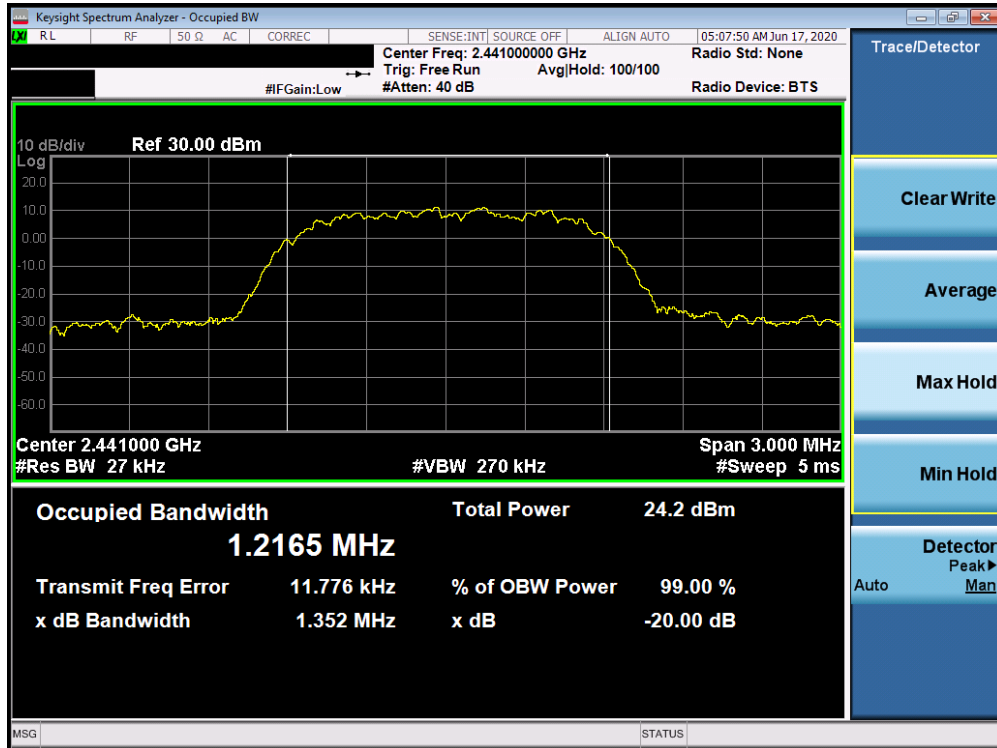 Keysight Spectrum Analyzer - Occupied BW
LXI RL RF 50 Ω AC CORREC SENSE:INT SOURCE OFF ALIGN AUTO 05:07:50 AM Jun 17, 2020
Center Freq: 2.441000000 GHz Radio Std: None
Trig: Free Run Avg|Hold: 100/100
#IFGain:Low #Atten: 40 dB Radio Device: BTS
Trace/Detector
10 dB/div Ref 30.00 dBm
Log
20.0
10.0
0.00
-10.0
-20.0
-30.0
-40.0
-50.0
-60.0
Center 2.441000 GHz Span 3.000 MHz
#Res BW 27 kHz #VBW 270 kHz #Sweep 5 ms
Occupied Bandwidth Total Power 24.2 dBm
1.2165 MHz
Transmit Freq Error 11.776 kHz % of OBW Power 99.00 %
x dB Bandwidth 1.352 MHz x dB -20.00 dB
Clear Write
Average
Max Hold
Min Hold
Detector
Peak▶
Auto Man
MSG STATUS